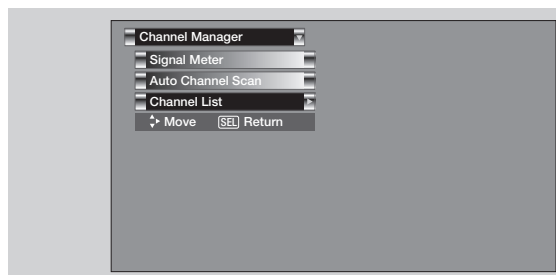 Channel Manager
Signal Meter
Auto Channel Scan
Channel List
Move SEL Return